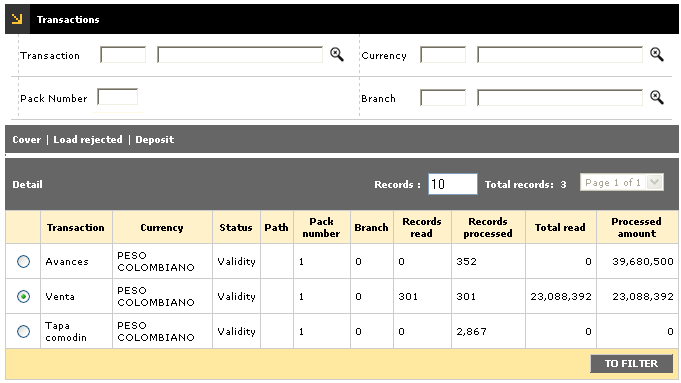 Transactions
Transaction Currency
Pack Number Branch
Cover | Load rejected | Deposit
Detail Records : 10 Total records: 3 Page 1 of 1
Transaction Currency Status Path Pack number Branch Records read Records processed Total read Processed amount
Avances PESO COLOMBIANO Validity 1 0 0 352 0 39,680,500
Venta PESO COLOMBIANO Validity 1 0 301 301 23,088,392 23,088,392
Tapa comodin PESO COLOMBIANO Validity 1 0 0 2,867 0 0
TO FILTER